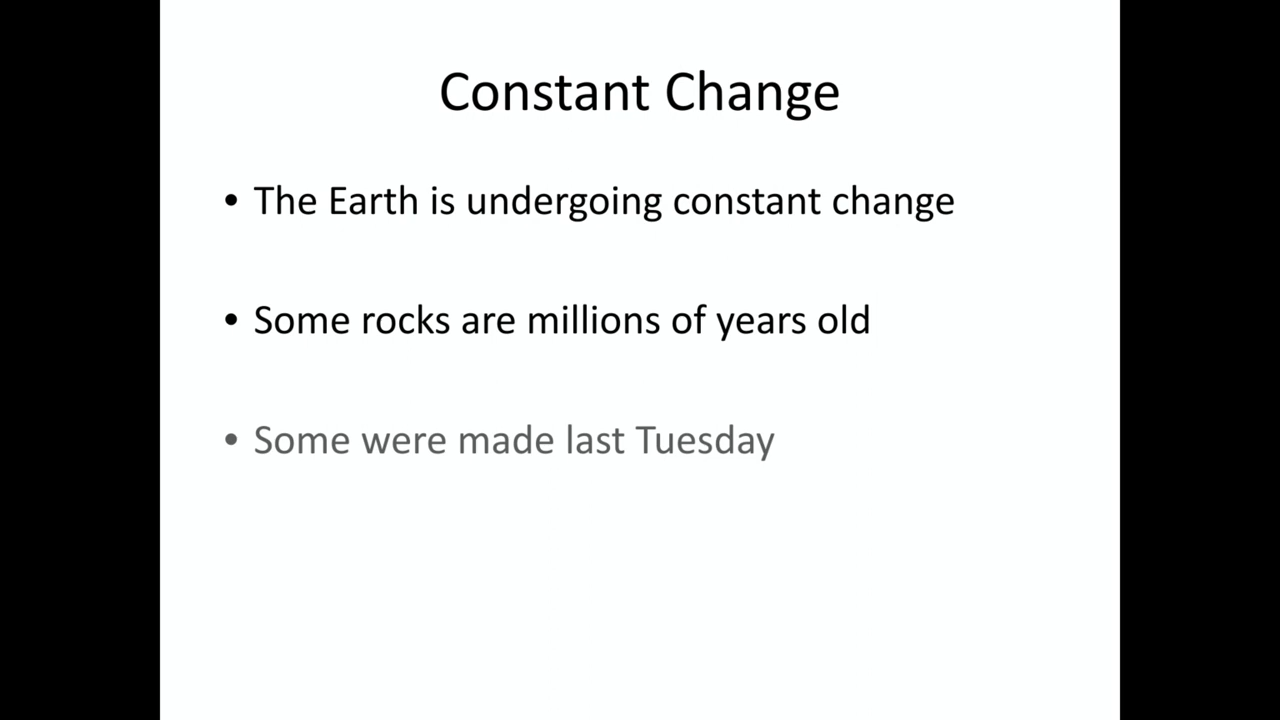 Constant Change
• The Earth is undergoing constant change
• Some rocks are millions of years old
• Some were made last Tuesday